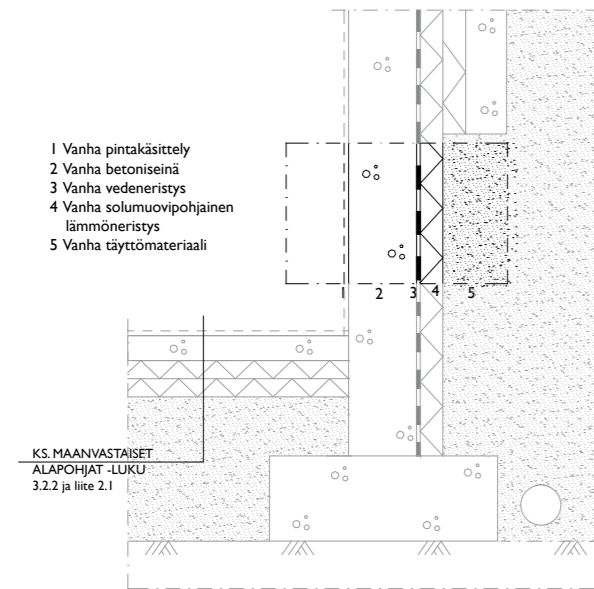 1 Vanha pintakäsittely
2 Vanha betoniseinä
3 Vanha vedeneristys
4 Vanha solumuovipohjainen
lämmöneristys
5 Vanha täyttömateriaali
1 2 3 4 5
KS. MAANVASTAISET
ALAPOHJAT -LUKU
3.2.2 ja liite 2.1